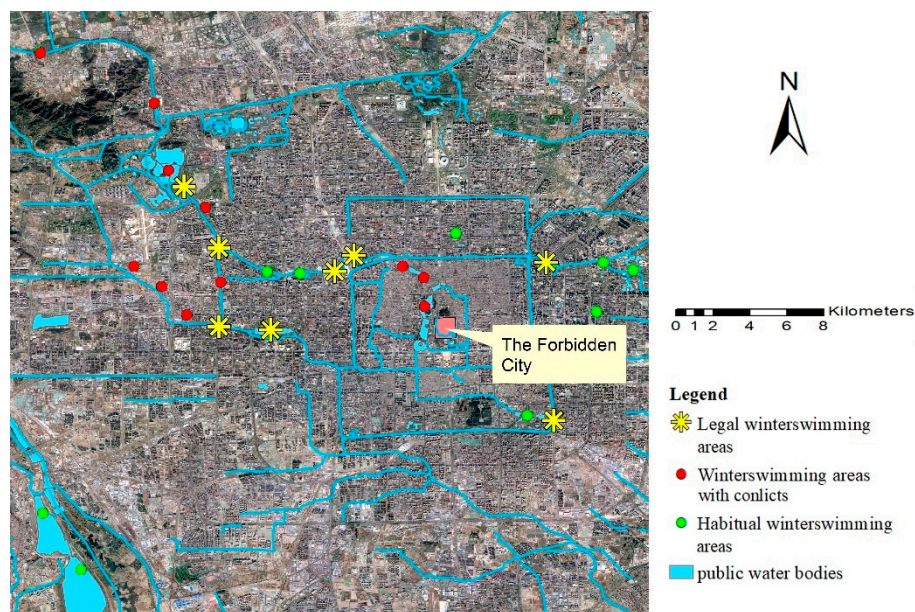 N
Kilometers
0 1 2 4 6 8
The Forbidden
City
Legend
Legal winterswimming
areas
Winterswimming areas
with conlicts
Habitual winterswimming
areas
public water bodies